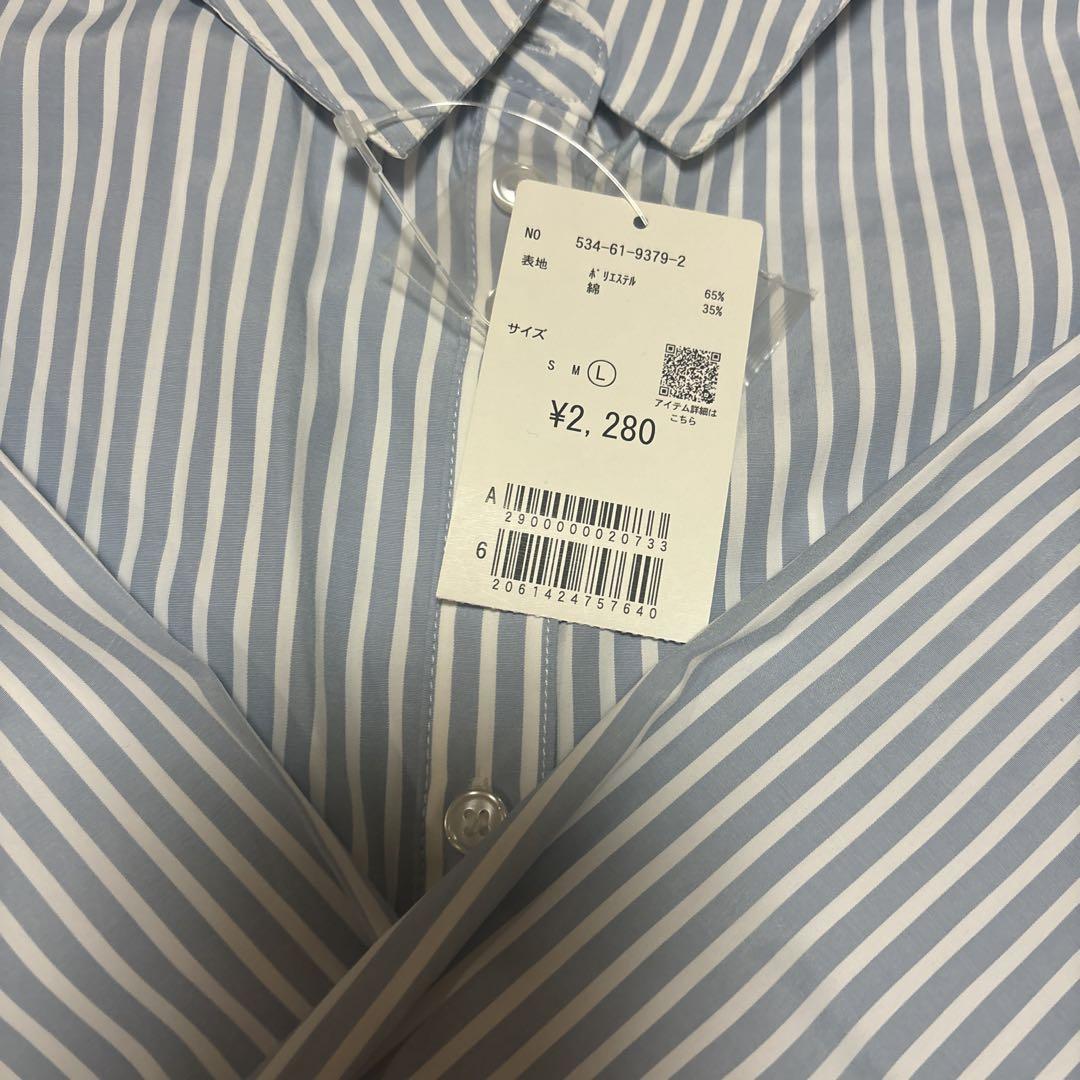 NO 534-61-9379-2
表地 ﾎﾟﾘｴｽﾃﾙ 65%
綿 35%
サイズ
S M L
アイテム詳細は
こちら
¥2,280
A
2900000020733
6
2061424757640